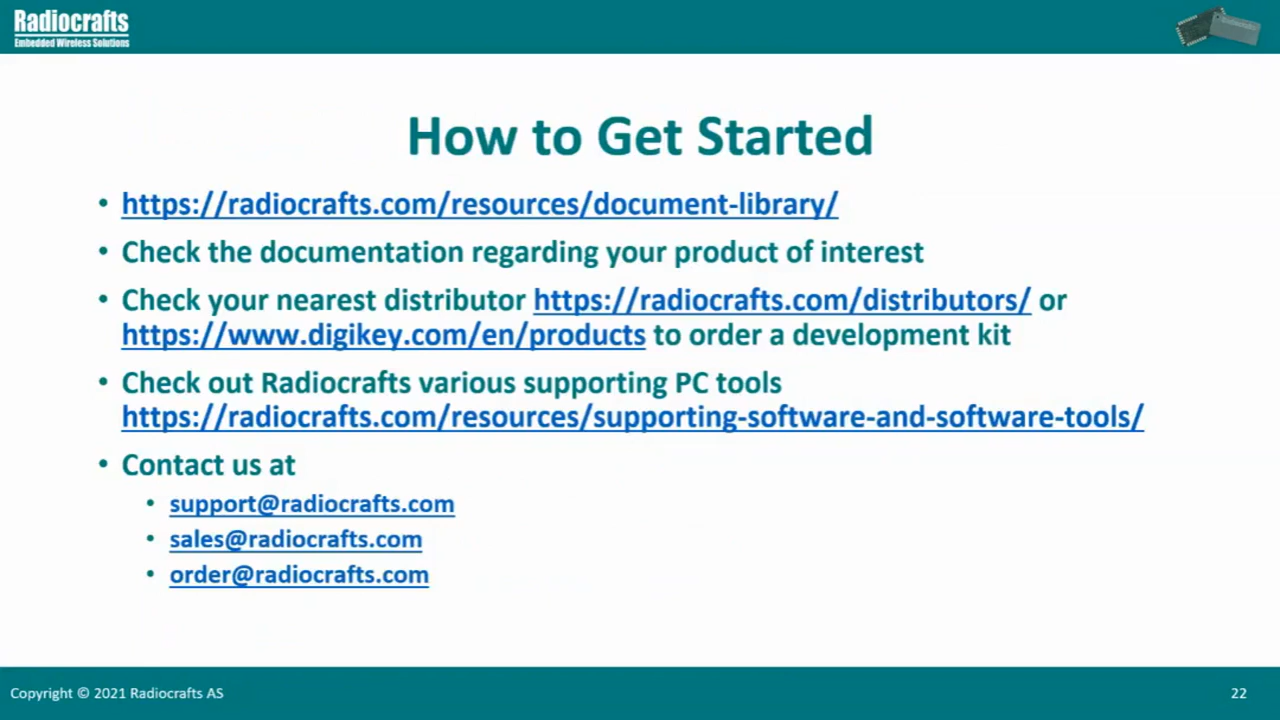 Radiocrafts
Embedded Wireless Solutions
How to Get Started
• https://radiocrafts.com/resources/document-library/
• Check the documentation regarding your product of interest
• Check your nearest distributor https://radiocrafts.com/distributors/ or
https://www.digikey.com/en/products to order a development kit
• Check out Radiocrafts various supporting PC tools
https://radiocrafts.com/resources/supporting-software-and-software-tools/
• Contact us at
• support@radiocrafts.com
• sales@radiocrafts.com
• order@radiocrafts.com
Copyright © 2021 Radiocrafts AS
22